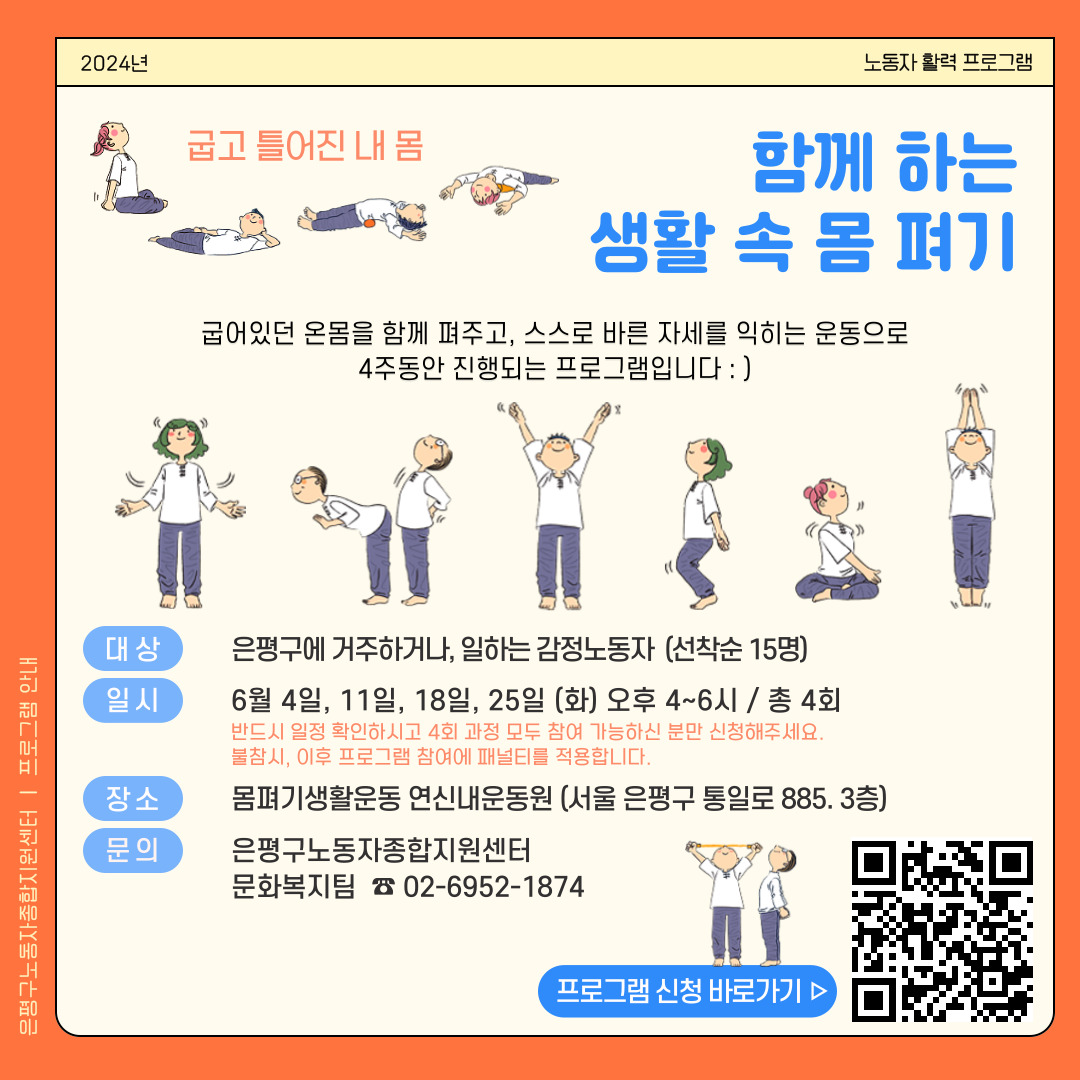 2024년
노동자 활력 프로그램
굽고 틀어진 내 몸
함께 하는
생활 속 몸 펴기
굽어있던 온몸을 함께 펴주고, 스스로 바른 자세를 익히는 운동으로
4주동안 진행되는 프로그램입니다 : )
대상
은평구에 거주하거나, 일하는 감정노동자 (선착순 15명)
일시
6월 4일, 11일, 18일, 25일 (화) 오후 4~6시 / 총 4회
반드시 일정 확인하시고 4회 과정 모두 참여 가능하신 분만 신청해주세요.
불참시, 이후 프로그램 참여에 패널티를 적용합니다.
장소
몸펴기생활운동 연신내운동원 (서울 은평구 통일로 885. 3층)
문의
은평구노동자종합지원센터
문화복지팀 ☎ 02-6952-1874
프로그램 신청 바로가기 ▷
은평구노동자종합지원센터 | 프로그램 안내